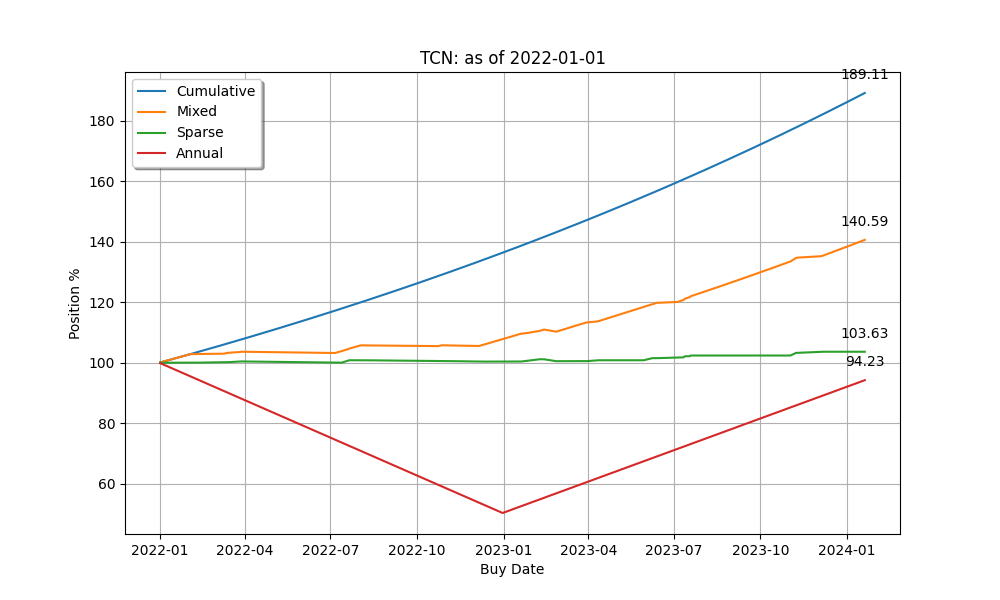 TCN: as of 2022-01-01
189.11
Cumulative
Mixed
Sparse
Annual
180
160
140.59
140
120
103.63
100
94.23
80
60
Position %
2022-01 2022-04 2022-07 2022-10 2023-01 2023-04 2023-07 2023-10 2024-01
Buy Date